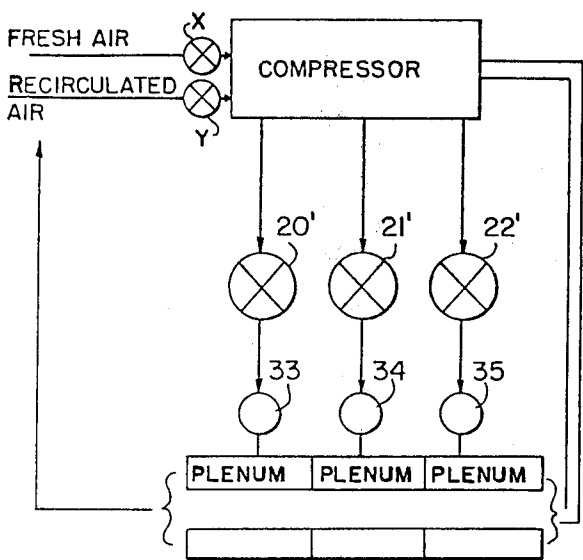 X
FRESH AIR
RECIRCULATED
AIR
Y
COMPRESSOR
20' 21' 22'
33 34 35
PLENUM PLENUM PLENUM